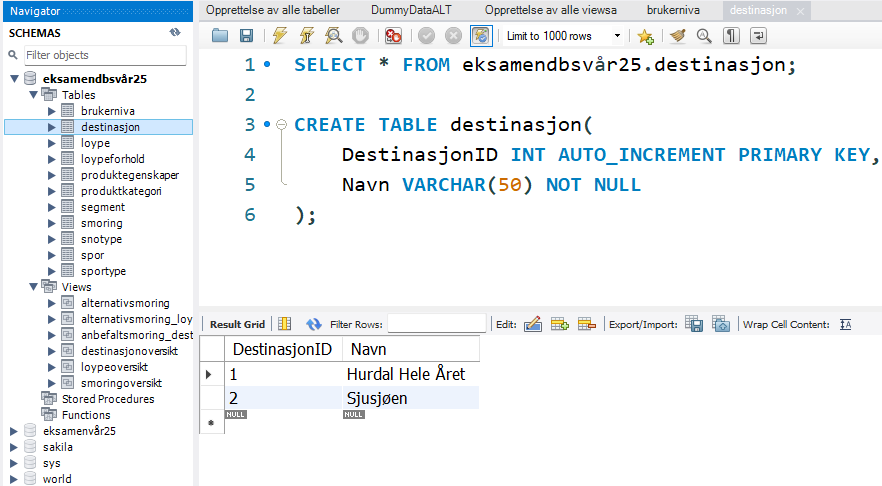 Navigator
SCHEMAS
Filter objects
eksamendbsvår25
Tables
brukerniva
destinasjon
loype
loypeforhold
produktegenskaper
produktkategori
segment
smoring
snotype
spor
sportype
Views
alternativsmoring
alternativsmoring_loy
anbefaltsmoring_dest
destinasjonoversikt
loypeoversikt
smoringoversikt
Stored Procedures
Functions
eksamenvår25
sakila
sys
world
Opprettelse av alle tabeller DummyDataALT Opprettelse av alle viewsa brukerniva destinasjon
Limit to 1000 rows
1 SELECT * FROM eksamendbsvår25.destinasjon;
2
3 CREATE TABLE destinasjon(
4 DestinasjonID INT AUTO_INCREMENT PRIMARY KEY,
5 Navn VARCHAR(50) NOT NULL
6 );
Result Grid Filter Rows: Edit: Export/Import: Wrap Cell Content:
DestinasjonID Navn
1 Hurdal Hele Året
2 Sjusjøen
NULL NULL